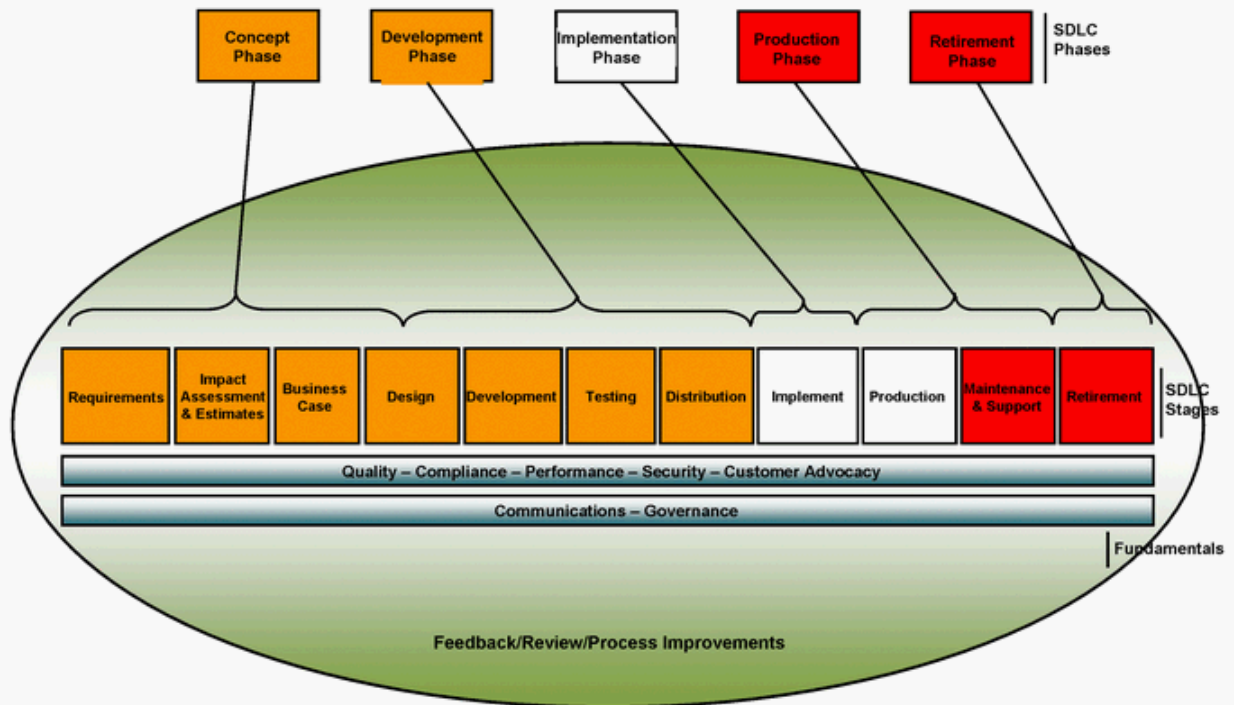 Concept
Phase
Development
Phase
Implementation
Phase
Production
Phase
Retirement
Phase
SDLC
Phases
Requirements
Impact
Assessment
& Estimates
Business
Case
Design
Development
Testing
Distribution
Implement
Production
Maintenance
& Support
Retirement
SDLC
Stages
Quality – Compliance – Performance – Security – Customer Advocacy
Communications – Governance
Fundamentals
Feedback/Review/Process Improvements